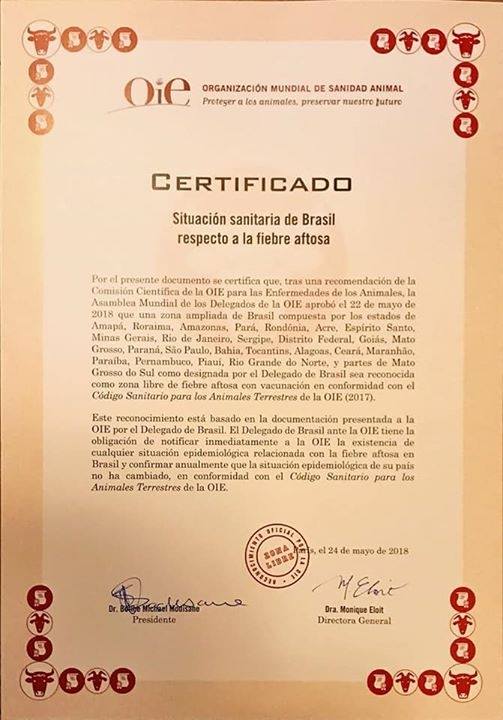 OiE
ORGANIZACIÓN MUNDIAL DE SANIDAD ANIMAL
Proteger a los animales, preservar nuestro futuro
CERTIFICADO
Situación sanitaria de Brasil
respecto a la fiebre aftosa
Por el presente documento se certifica que, tras una recomendación de la
Comisión Científica de la OIE para las Enfermedades de los Animales, la
Asamblea Mundial de los Delegados de la OIE aprobó el 22 de mayo de
2018 que una zona ampliada de Brasil compuesta por los estados de
Amapá, Roraima, Amazonas, Pará, Rondônia, Acre, Espírito Santo,
Minas Gerais, Rio de Janeiro, Sergipe, Distrito Federal, Goiás, Mato
Grosso, Paraná, São Paulo, Bahia, Tocantins, Alagoas, Ceará, Maranhão,
Paraíba, Pernambuco, Piauí, Rio Grande do Norte, y partes de Mato
Grosso do Sul como designada por el Delegado de Brasil sea reconocida
como zona libre de fiebre aftosa con vacunación en conformidad con el
Código Sanitario para los Animales Terrestres de la OIE (2017).
Este reconocimiento está basado en la documentación presentada a la
OIE por el Delegado de Brasil. El Delegado de Brasil ante la OIE tiene la
obligación de notificar inmediatamente a la OIE la existencia de
cualquier situación epidemiológica relacionada con la fiebre aftosa en
Brasil y confirmar anualmente que la situación epidemiológica de su país
no ha cambiado, en conformidad con el Código Sanitario para los
Animales Terrestres de la OIE.
RECONOCIMIENTO OFICIAL POR LA OIE
ZONA
LIBRE
París, el 24 de mayo de 2018
M Eloit
Dr. Botlhe Michael Modisane
Presidente
Dra. Monique Eloit
Directora General